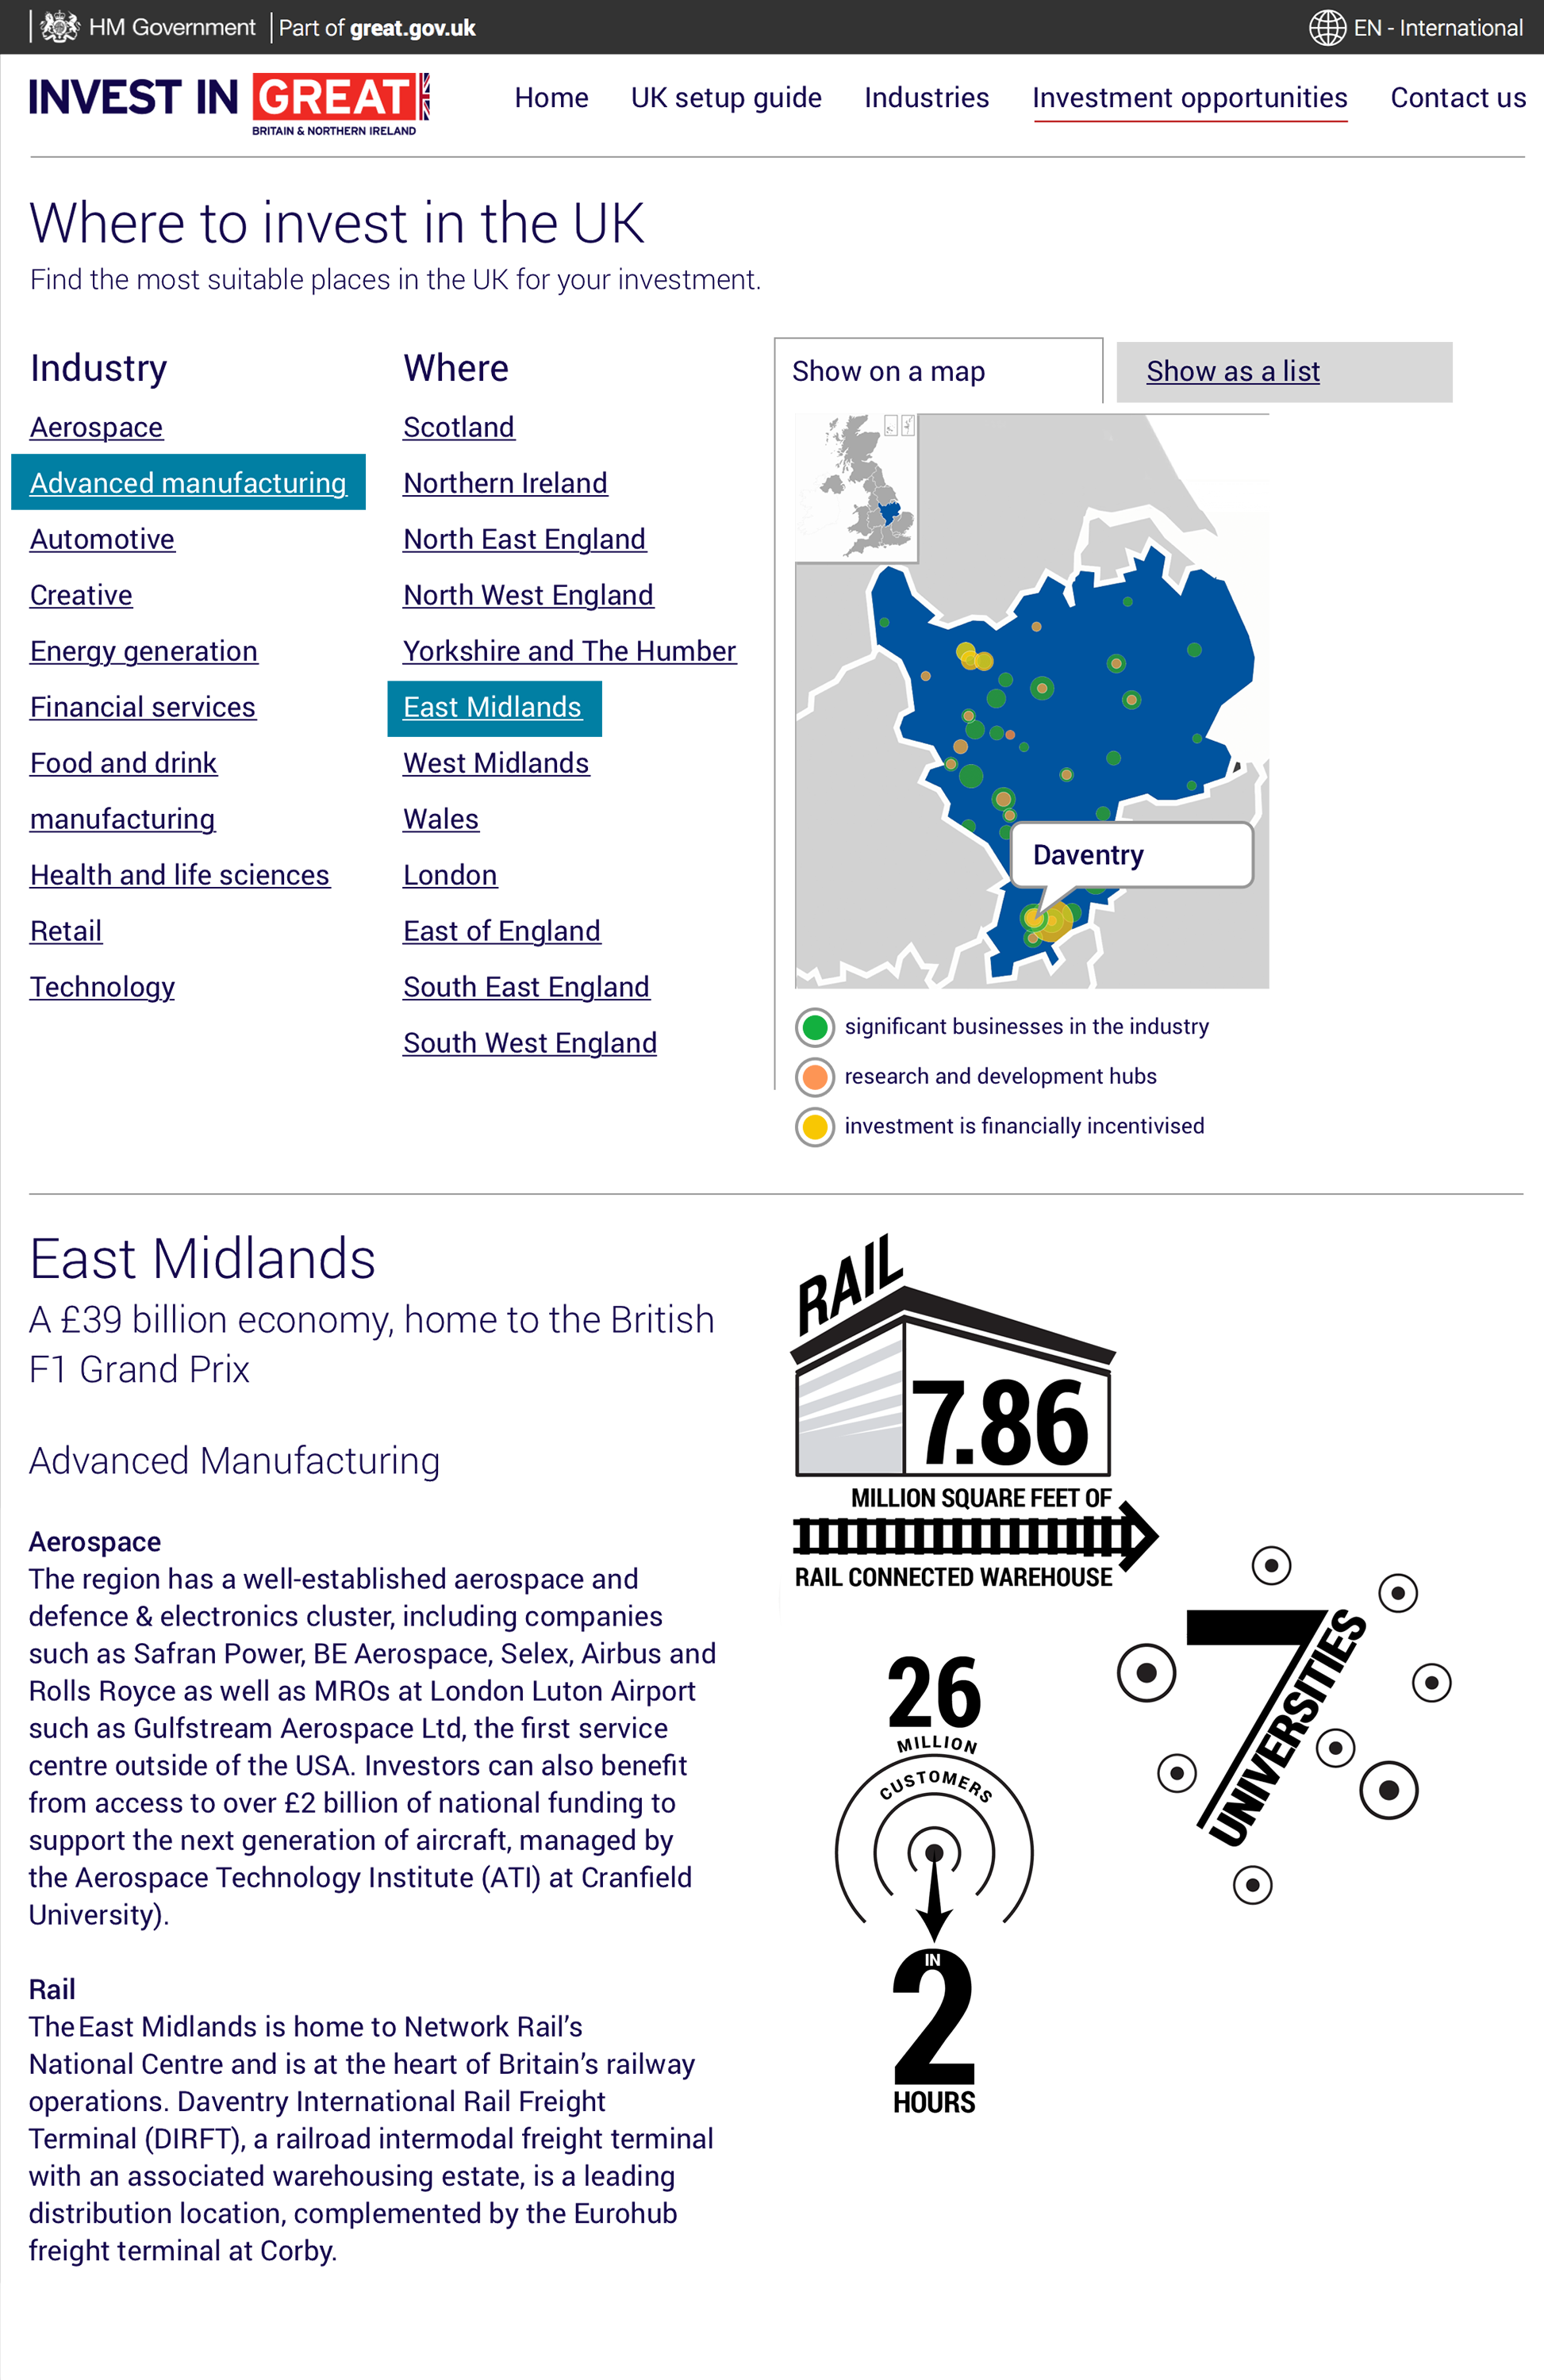 HM Government Part of great.gov.uk
EN - International
INVEST IN GREAT
BRITAIN & NORTHERN IRELAND
Home UK setup guide Industries Investment opportunities Contact us
Where to invest in the UK
Find the most suitable places in the UK for your investment.
Industry
Aerospace
Advanced manufacturing
Automotive
Creative
Energy generation
Financial services
Food and drink
manufacturing
Health and life sciences
Retail
Technology
Where
Scotland
Northern Ireland
North East England
North West England
Yorkshire and The Humber
East Midlands
West Midlands
Wales
London
East of England
South East England
South West England
Show on a map
Show as a list
Daventry
significant businesses in the industry
research and development hubs
investment is financially incentivised
East Midlands
A £39 billion economy, home to the British
F1 Grand Prix
Advanced Manufacturing
Aerospace
The region has a well-established aerospace and
defence & electronics cluster, including companies
such as Safran Power, BE Aerospace, Selex, Airbus and
Rolls Royce as well as MROs at London Luton Airport
such as Gulfstream Aerospace Ltd, the first service
centre outside of the USA. Investors can also benefit
from access to over £2 billion of national funding to
support the next generation of aircraft, managed by
the Aerospace Technology Institute (ATI) at Cranfield
University).
Rail
The East Midlands is home to Network Rail’s
National Centre and is at the heart of Britain’s railway
operations. Daventry International Rail Freight
Terminal (DIRFT), a railroad intermodal freight terminal
with an associated warehousing estate, is a leading
distribution location, complemented by the Eurohub
freight terminal at Corby.
RAIL
7.86
MILLION SQUARE FEET OF
RAIL CONNECTED WAREHOUSE
7
UNIVERSITIES
26
MILLION
CUSTOMERS
IN
2
HOURS